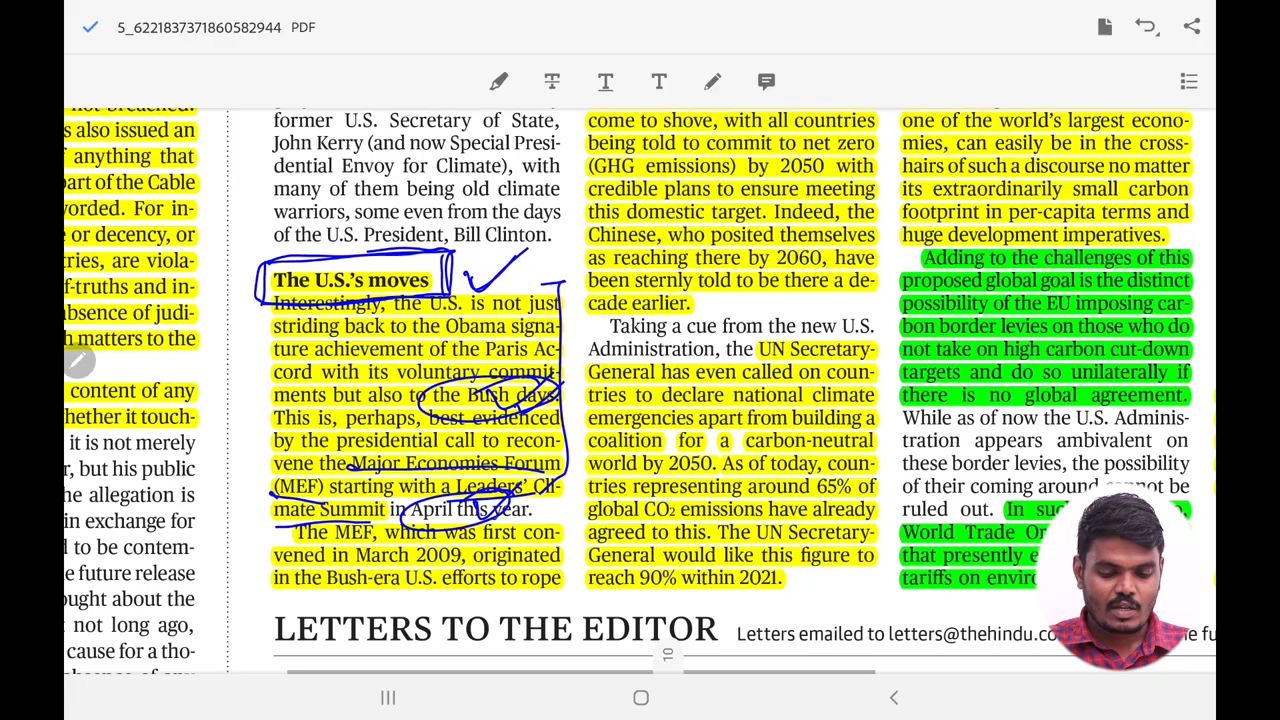 5_6221837371860582944 PDF
not breached.
s also issued an
anything that
part of the Cable
worded. For in-
e or decency, or
tries, are viola-
f-truths and in-
absence of judi-
h matters to the
content of any
hether it touch-
it is not merely
r, but his public
he allegation is
in exchange for
d to be contem-
e future release
ought about the
not long ago,
cause for a tho-
former U.S. Secretary of State,
John Kerry (and now Special Presi-
dential Envoy for Climate), with
many of them being old climate
warriors, some even from the days
of the U.S. President, Bill Clinton.
The U.S.'s moves
Interestingly, the U.S. is not just
striding back to the Obama signa-
ture achievement of the Paris Ac-
cord with its voluntary commit-
ments but also to the Bush days.
This is, perhaps, best evidenced
by the presidential call to recon-
vene the Major Economies Forum
(MEF) starting with a Leaders' Cli-
mate Summit in April this year.
The MEF, which was first con-
vened in March 2009, originated
in the Bush-era U.S. efforts to rope
come to shove, with all countries
being told to commit to net zero
(GHG emissions) by 2050 with
credible plans to ensure meeting
this domestic target. Indeed, the
Chinese, who posited themselves
as reaching there by 2060, have
been sternly told to be there a de-
cade earlier.
Taking a cue from the new U.S.
Administration, the UN Secretary-
General has even called on coun-
tries to declare national climate
emergencies apart from building a
coalition for a carbon-neutral
world by 2050. As of today, coun-
tries representing around 65% of
global CO₂ emissions have already
agreed to this. The UN Secretary-
General would like this figure to
reach 90% within 2021.
one of the world's largest econo-
mies, can easily be in the cross-
hairs of such a discourse no matter
its extraordinarily small carbon
footprint in per-capita terms and
huge development imperatives.
Adding to the challenges of this
proposed global goal is the distinct
possibility of the EU imposing car-
bon border levies on those who do
not take on high carbon cut-down
targets and do so unilaterally if
there is no global agreement.
While as of now the U.S. Adminis-
tration appears ambivalent on
these border levies, the possibility
of their coming around cannot be
ruled out. In su
World Trade Or
that presently e
tariffs on enviro
LETTERS TO THE EDITOR
Letters emailed to letters@thehindu.co
e fu
10